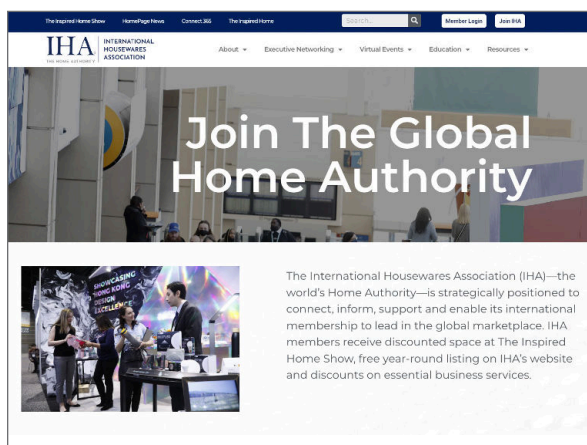 The Inspired Home Show HomePage News Connect 365 The Inspired Home Search... Member Login Join IHA
IHA INTERNATIONAL HOUSEWARES ASSOCIATION
THE HOME AUTHORITY
About Executive Networking Virtual Events Education Resources
Join The Global
Home Authority
SHOWCASING
HONG KONG
DESIGN
EXCELLENCE
The International Housewares Association (IHA)—the
world's Home Authority—is strategically positioned to
connect, inform, support and enable its international
membership to lead in the global marketplace. IHA
members receive discounted space at The Inspired
Home Show, free year-round listing on IHA's website
and discounts on essential business services.